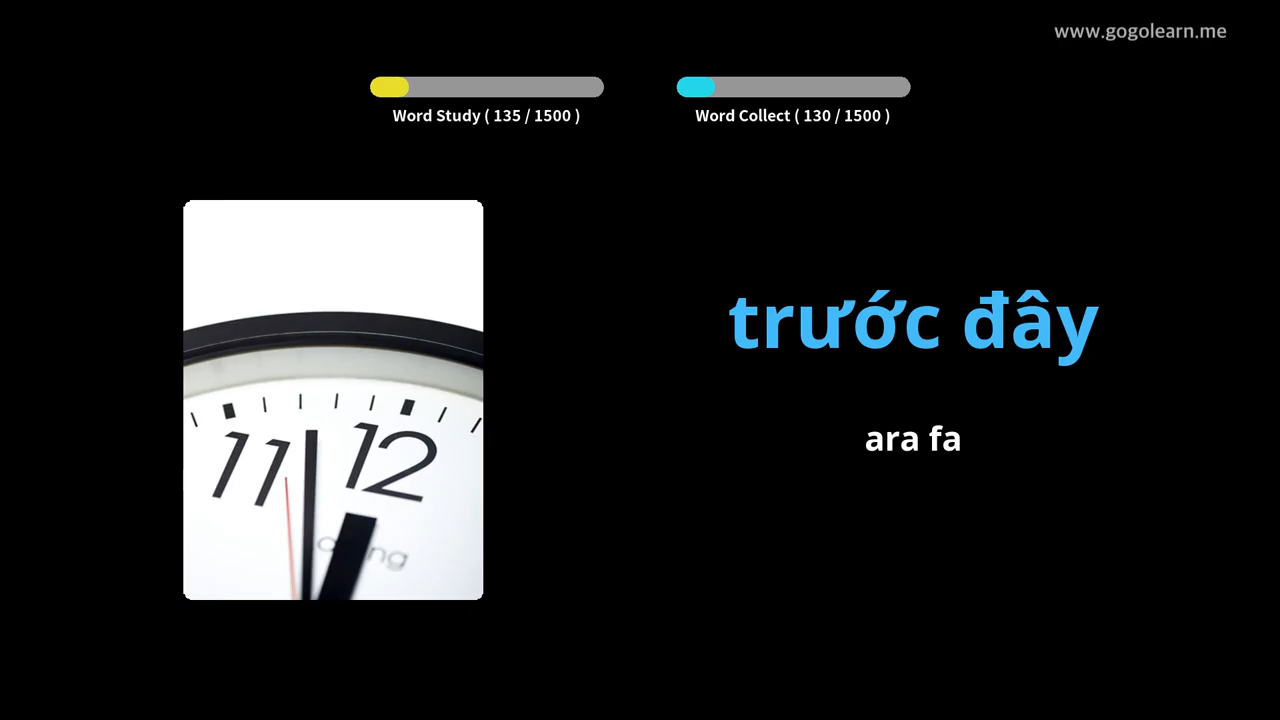 www.gogolearn.me
Word Study ( 135 / 1500 )
Word Collect ( 130 / 1500 )
trước đây
ara fa
11
12